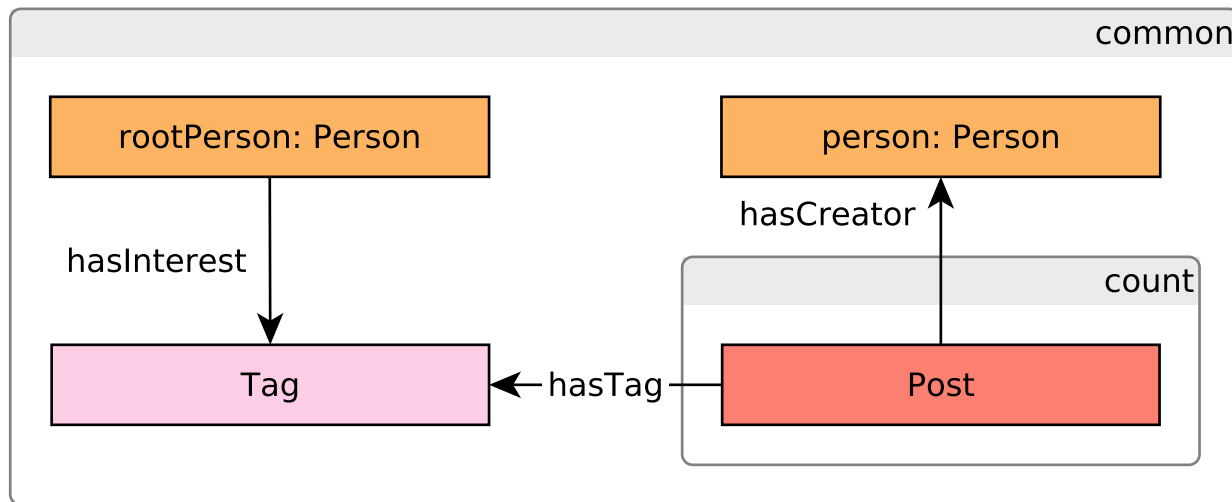 common
rootPerson: Person
person: Person
hasCreator
hasInterest
count
Tag
hasTag
Post